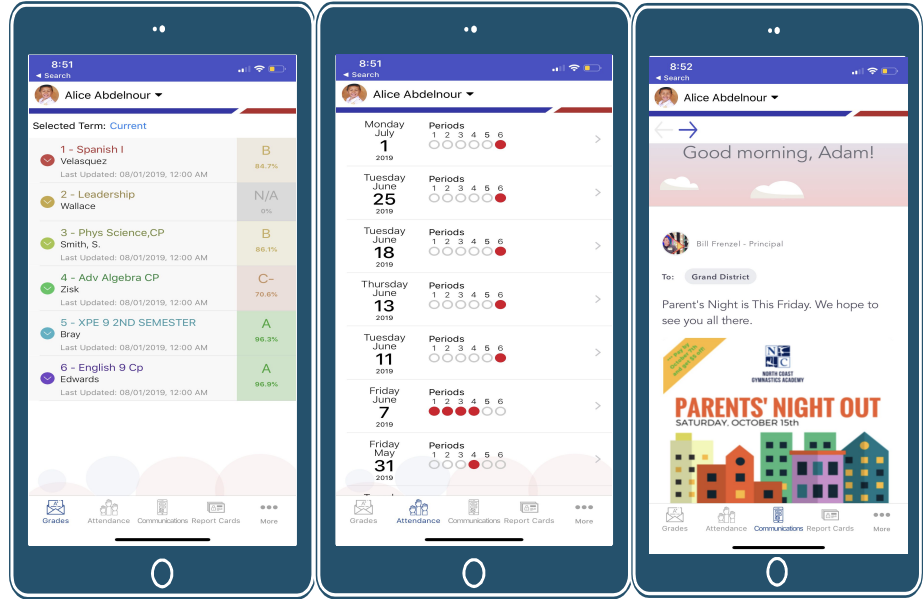 8:51
◄ Search
Alice Abdelnour
Selected Term: Current
1 - Spanish I
Velasquez
Last Updated: 08/01/2019, 12:00 AM
B
84.7%
2 - Leadership
Wallace
N/A
0%
3 - Phys Science,CP
Smith, S.
Last Updated: 08/01/2019, 12:00 AM
B
86.1%
4 - Adv Algebra CP
Zisk
Last Updated: 08/01/2019, 12:00 AM
C-
70.6%
5 - XPE 9 2ND SEMESTER
Bray
Last Updated: 08/01/2019, 12:00 AM
A
96.3%
6 - English 9 Cp
Edwards
Last Updated: 08/01/2019, 12:00 AM
A
96.9%
Grades Attendance Communications Report Cards More
8:51
◄ Search
Alice Abdelnour
Monday
July
1
2019
Periods
1 2 3 4 5 6
Tuesday
June
25
2019
Periods
1 2 3 4 5 6
Tuesday
June
18
2019
Periods
1 2 3 4 5 6
Thursday
June
13
2019
Periods
1 2 3 4 5 6
Tuesday
June
11
2019
Periods
1 2 3 4 5 6
Friday
June
7
2019
Periods
1 2 3 4 5 6
Friday
May
31
2019
Periods
1 2 3 4 5 6
Grades Attendance Communications Report Cards More
8:52
◄ Search
Alice Abdelnour
Good morning, Adam!
Bill Frenzel - Principal
To: Grand District
Parent's Night is This Friday. We hope to
see you all there.
NORTH COAST
GYMNASTICS ACADEMY
PARENTS' NIGHT OUT
SATURDAY, OCTOBER 15th
Grades Attendance Communications Report Cards More